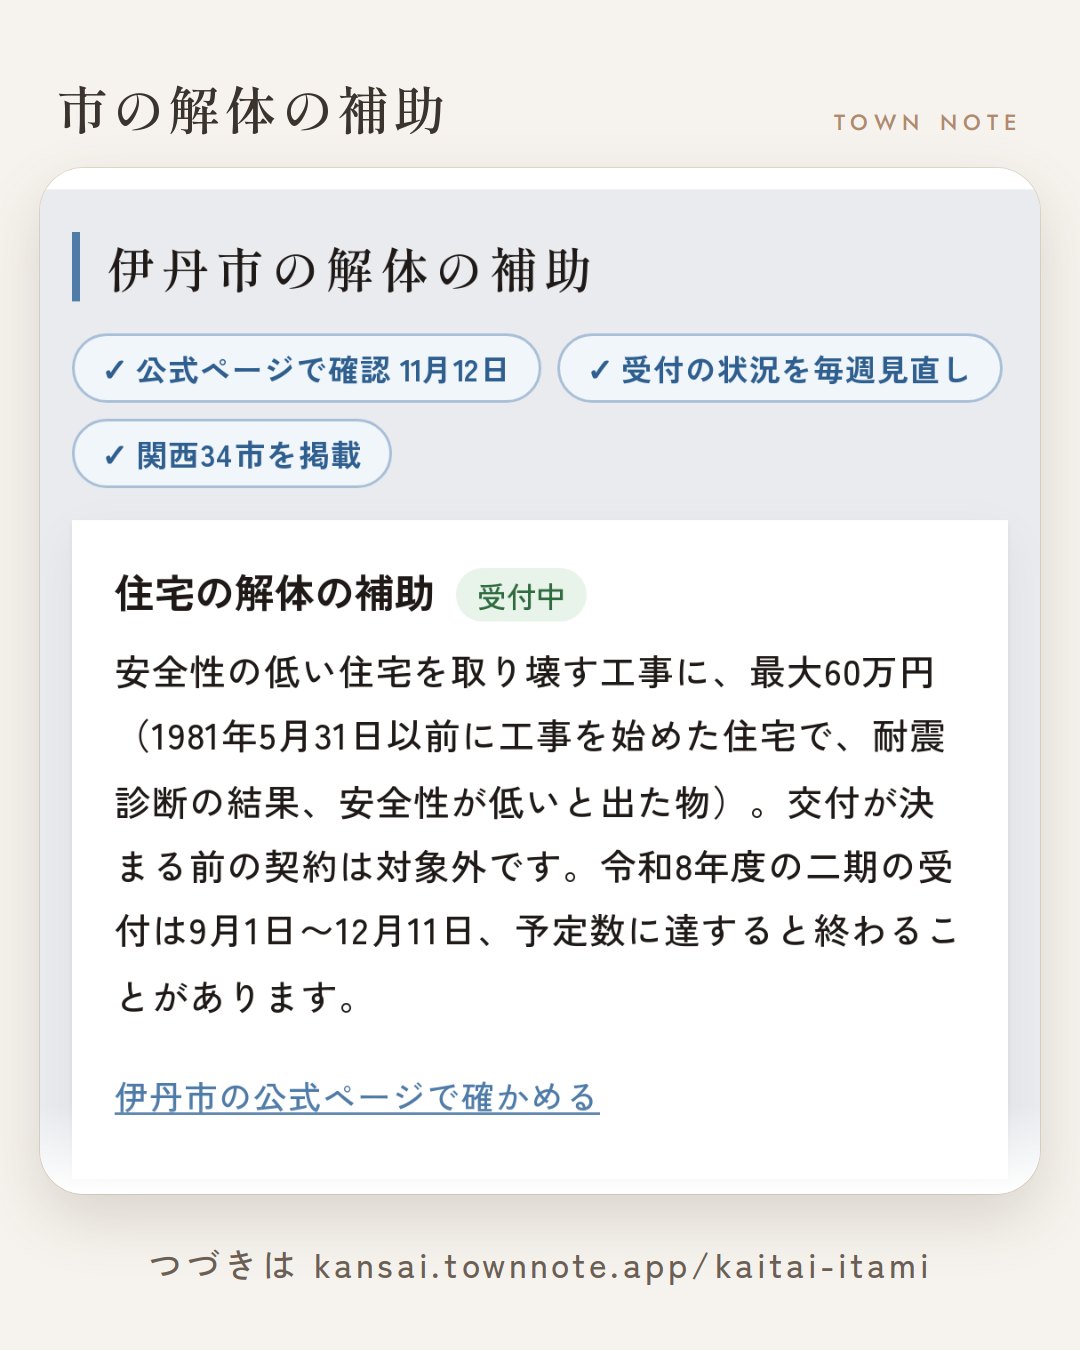 市の解体の補助
TOWN NOTE
伊丹市の解体の補助
✓ 公式ページで確認 11月12日
✓ 受付の状況を毎週見直し
✓ 関西34市を掲載
住宅の解体の補助 受付中
安全性の低い住宅を取り壊す工事に、最大60万円
（1981年5月31日以前に工事を始めた住宅で、耐震
診断の結果、安全性が低いと出た物）。交付が決
まる前の契約は対象外です。令和8年度の二期の受
付は9月1日〜12月11日、予定数に達すると終わるこ
とがあります。
伊丹市の公式ページで確かめる
つづきは kansai.townnote.app/kaitai-itami